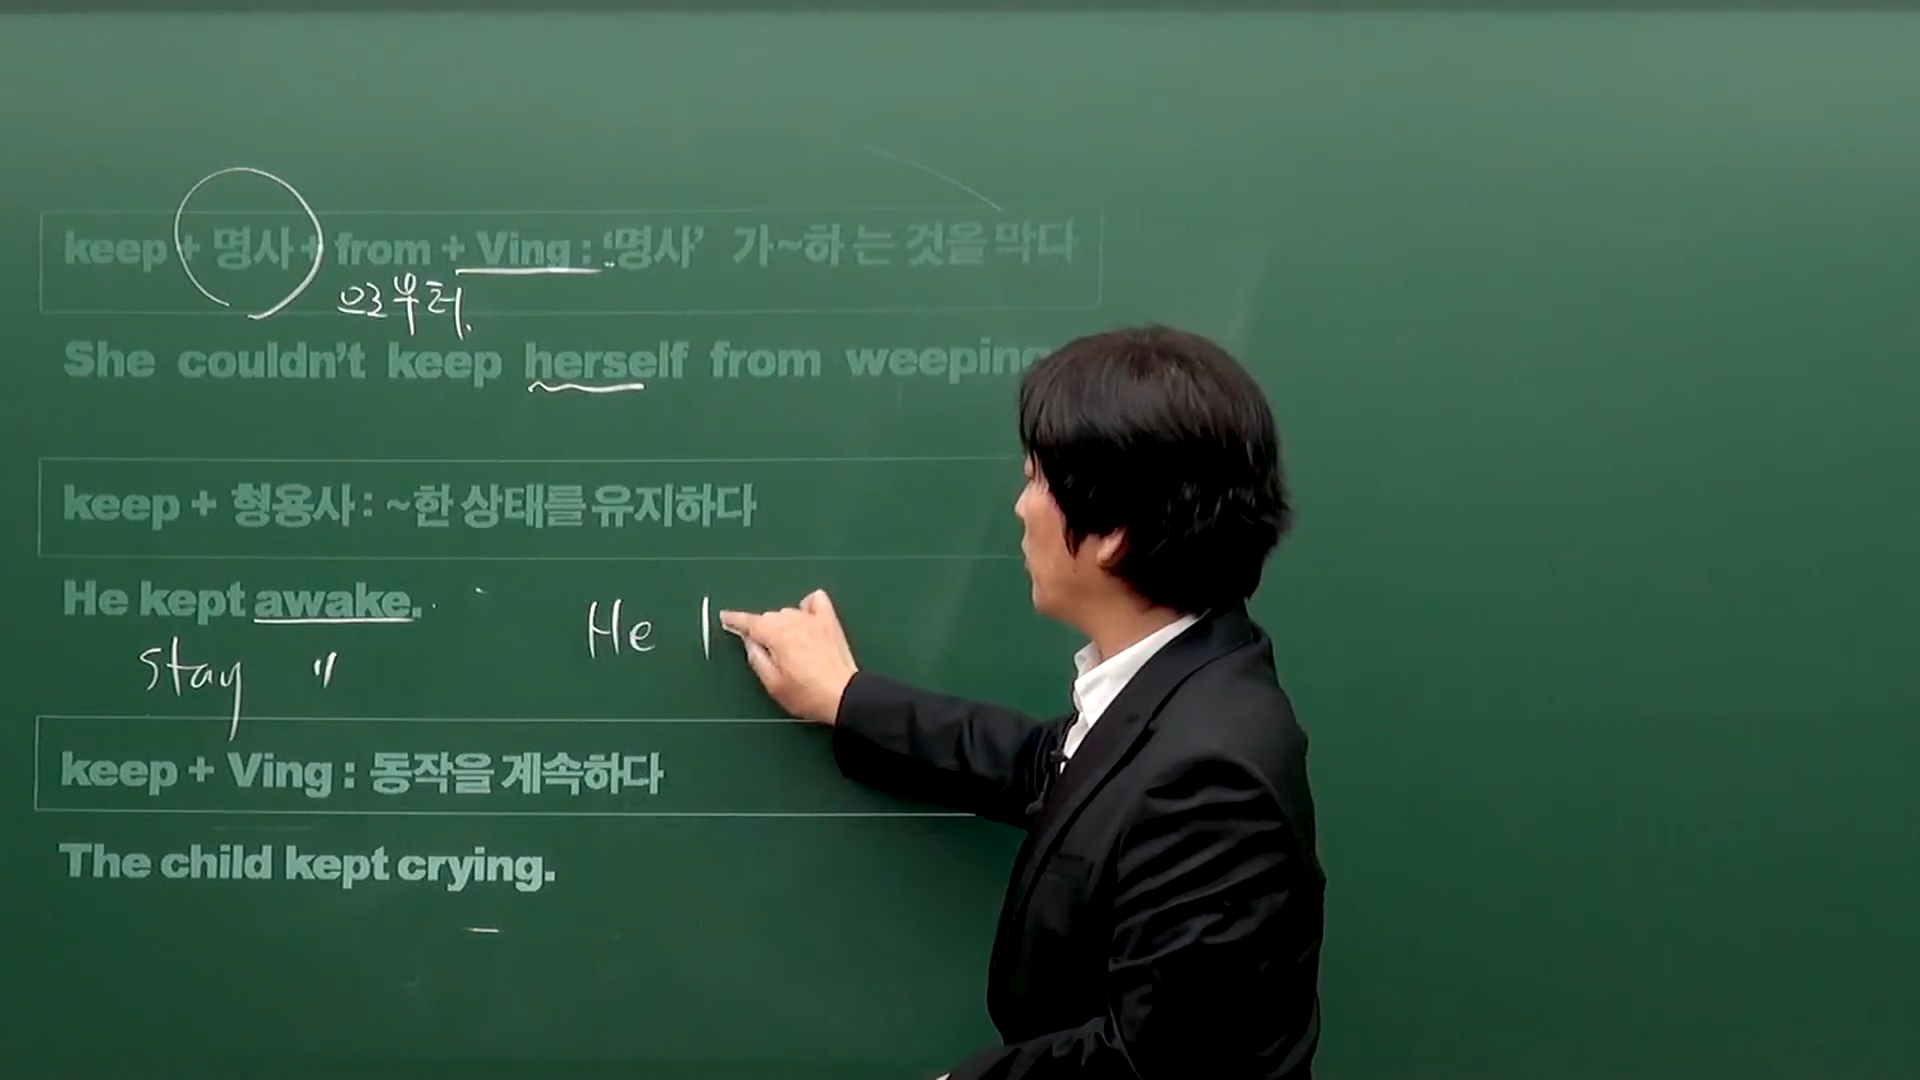 keep + 명사 + from + Ving : ‘명사’ 가~하 는 것을 막다
으로부터.
She couldn’t keep herself from weeping
keep + 형용사 : ~한 상태를 유지하다
He kept awake.
stay 〃
He
keep + Ving : 동작을 계속하다
The child kept crying.